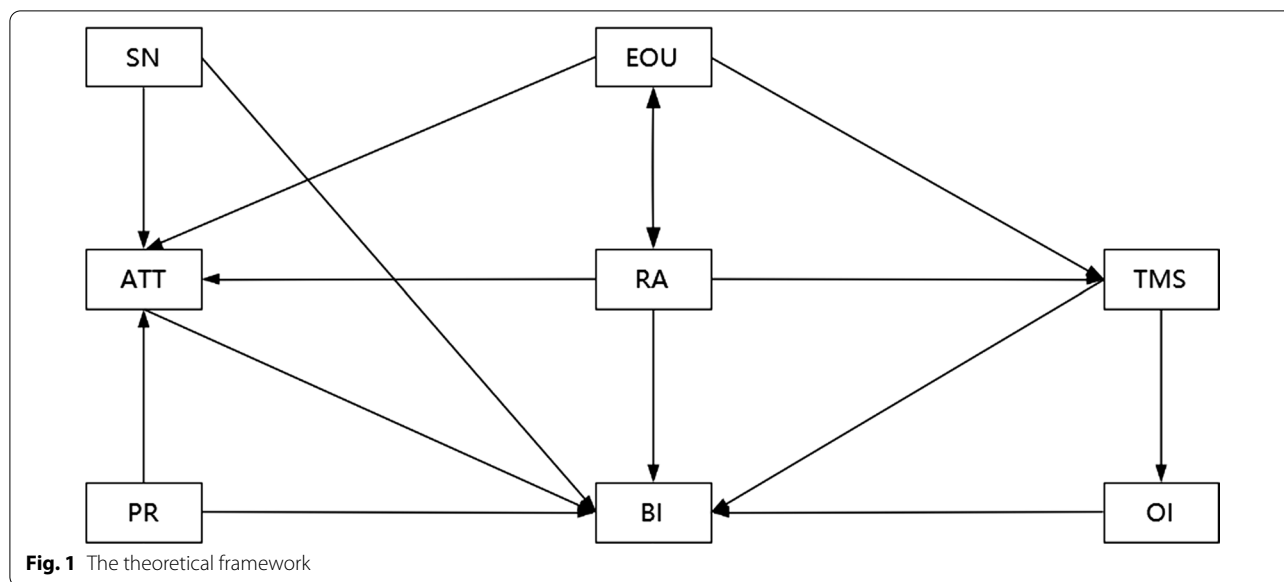 SN
EOU
ATT
RA
TMS
PR
BI
OI
Fig. 1 The theoretical framework